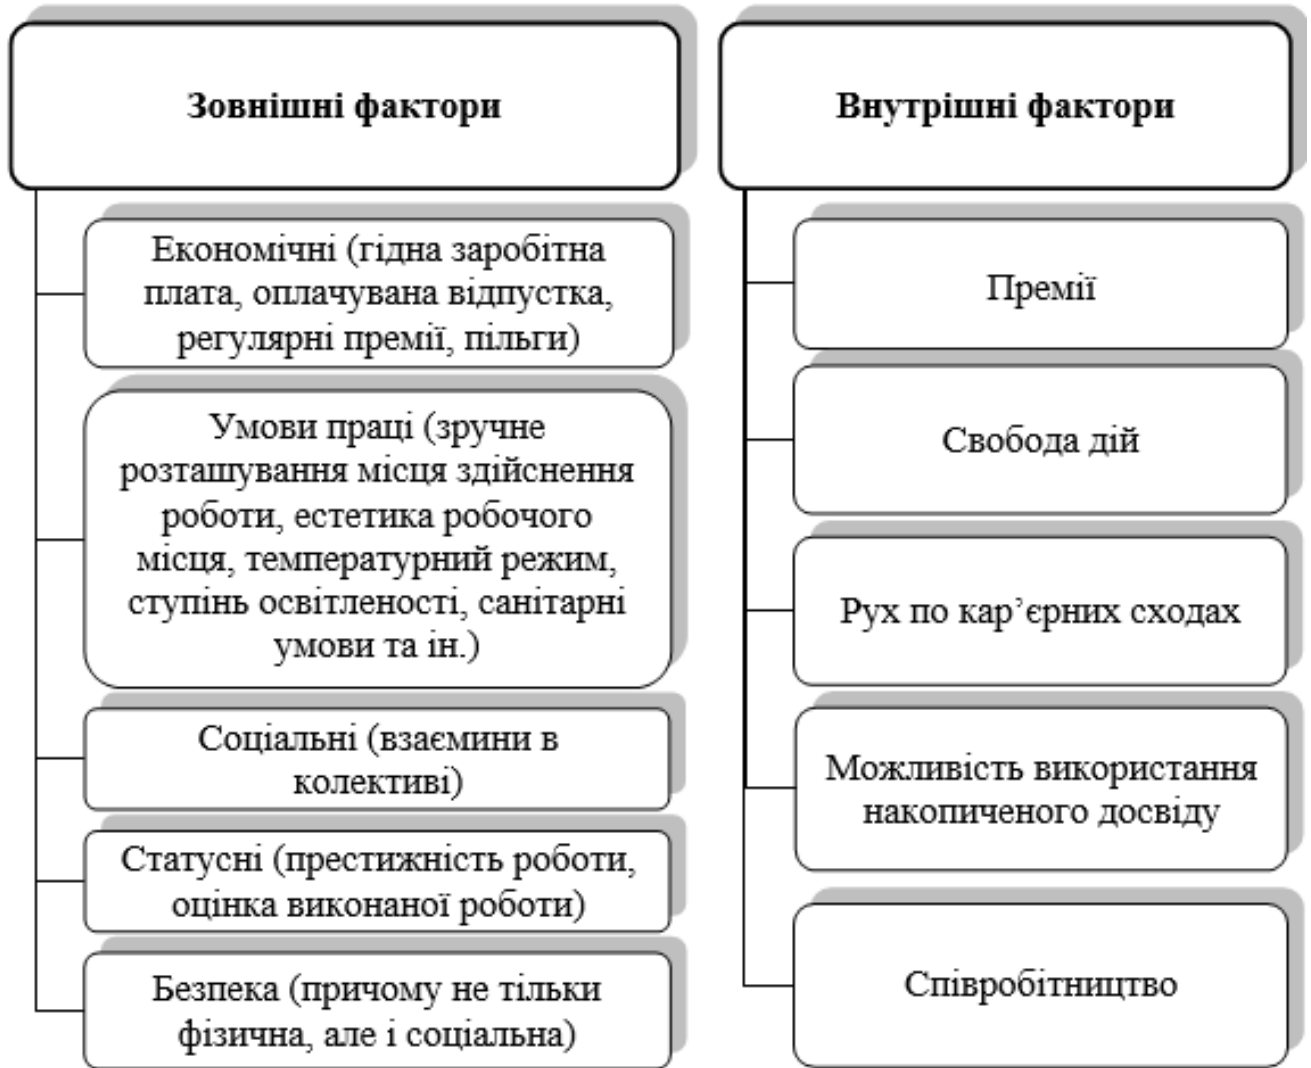 Зовнішні фактори
Економічні (гідна заробітна
плата, оплачувана відпустка,
регулярні премії, пільги)
Умови праці (зручне
розташування місця здійснення
роботи, естетика робочого
місця, температурний режим,
ступінь освітленості, санітарні
умови та ін.)
Соціальні (взаємини в
колективі)
Статусні (престижність роботи,
оцінка виконаної роботи)
Безпека (причому не тільки
фізична, але і соціальна)
Внутрішні фактори
Премії
Свобода дій
Рух по кар’єрних сходах
Можливість використання
накопиченого досвіду
Співробітництво